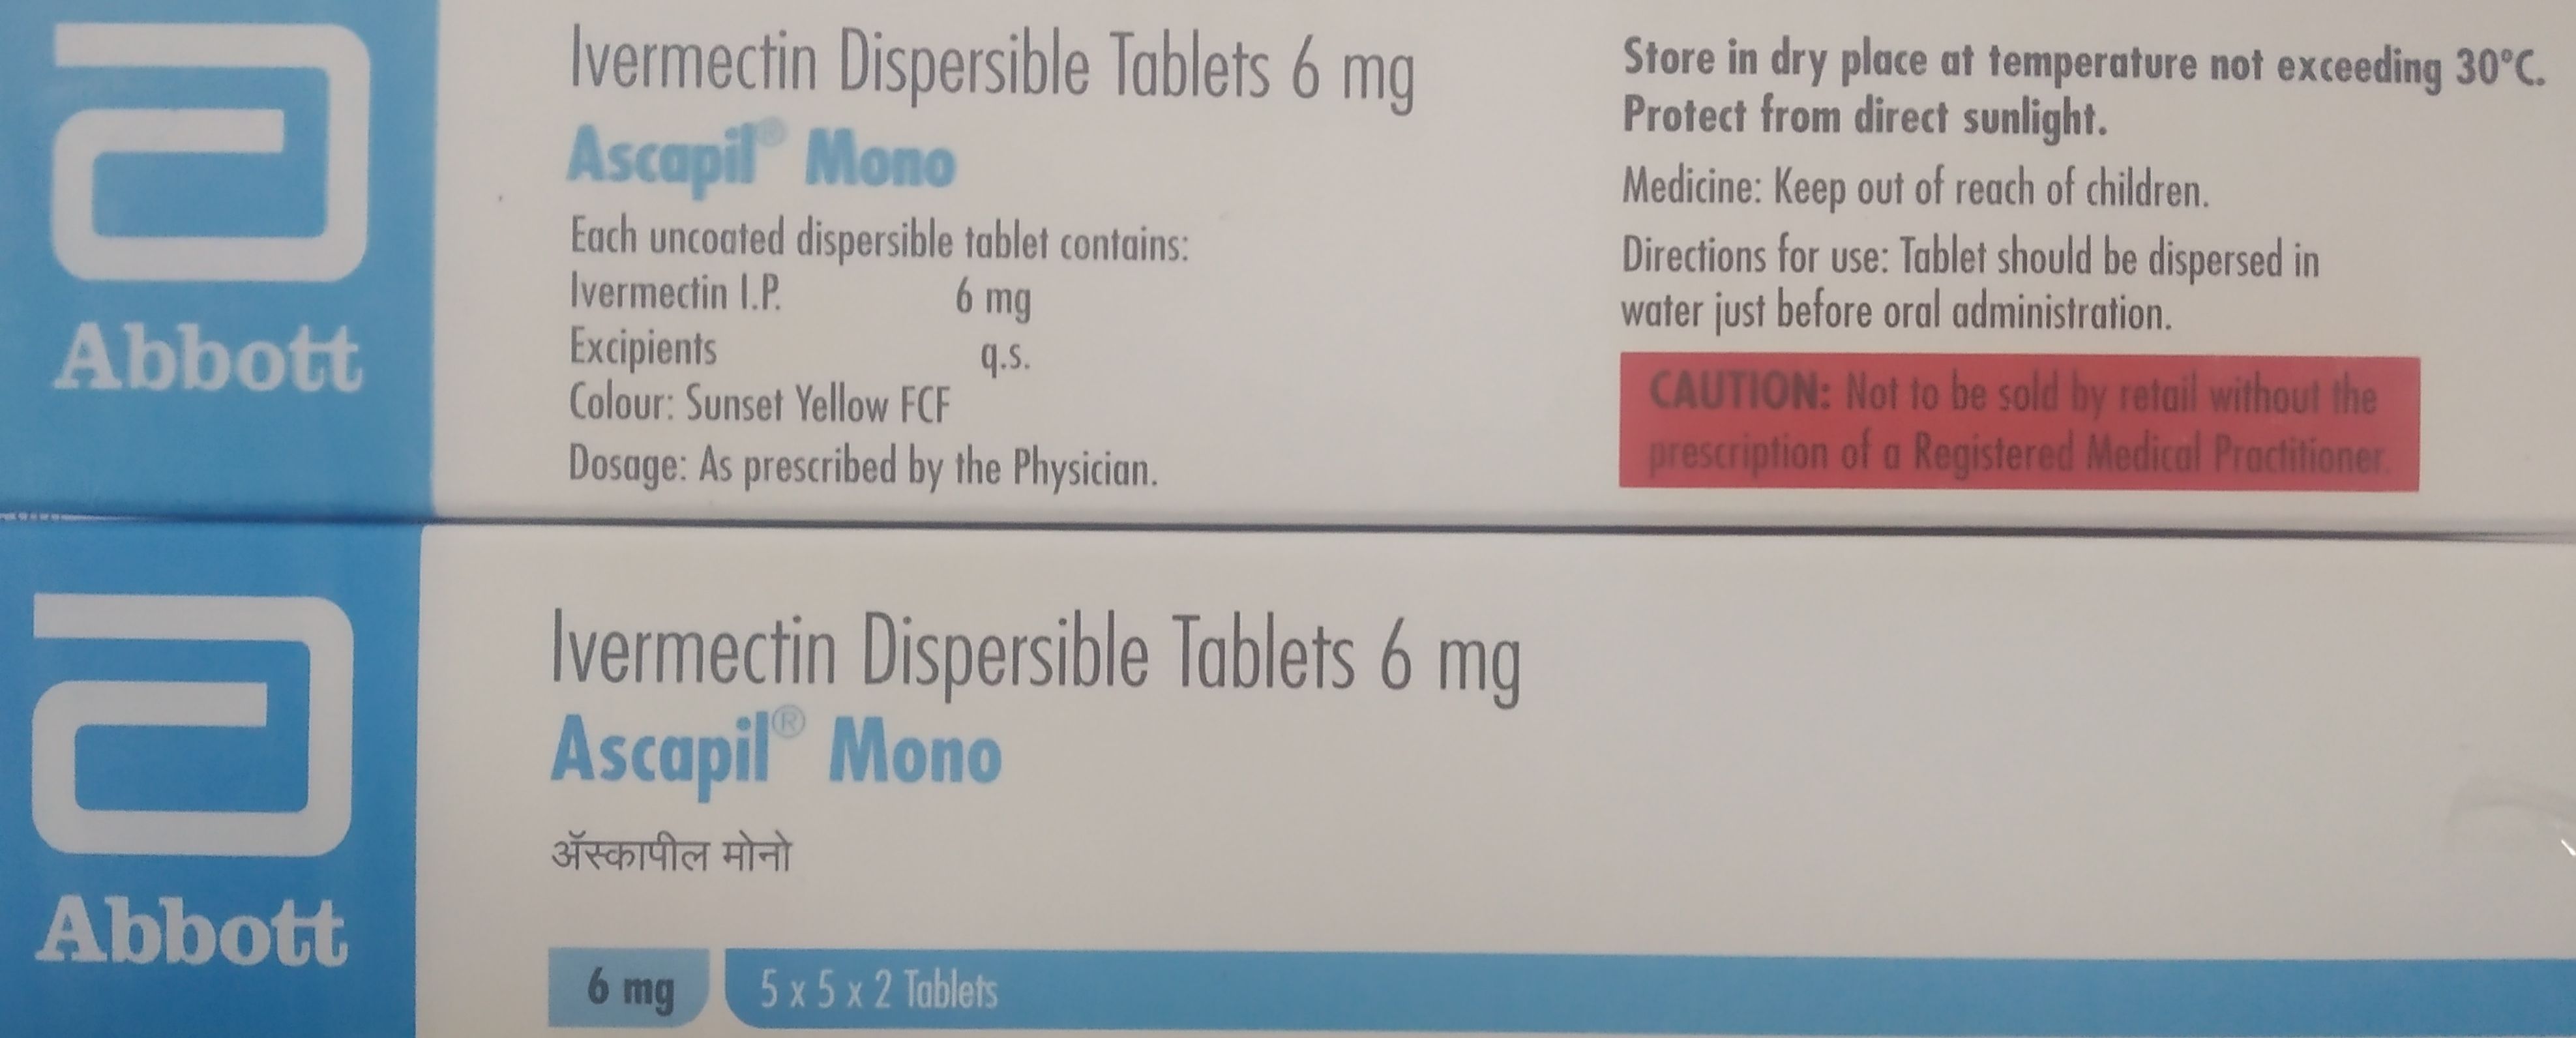 Abbott
Ivermectin Dispersible Tablets 6 mg
Ascapil® Mono
Each uncoated dispersible tablet contains:
Ivermectin I.P. 6 mg
Excipients q.s.
Colour: Sunset Yellow FCF
Dosage: As prescribed by the Physician.
Store in dry place at temperature not exceeding 30°C.
Protect from direct sunlight.
Medicine: Keep out of reach of children.
Directions for use: Tablet should be dispersed in
water just before oral administration.
CAUTION: Not to be sold by retail without the
prescription of a Registered Medical Practitioner.
Abbott
Ivermectin Dispersible Tablets 6 mg
Ascapil® Mono
ॲस्कापील मोनो
6 mg 5 x 5 x 2 Tablets